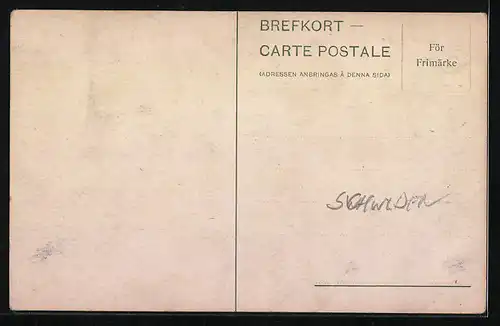 BREFKORT —
CARTE POSTALE
(ADRESSEN ANBRINGAS Å DENNA SIDA)
För
Frimärke
SCHWEDEN